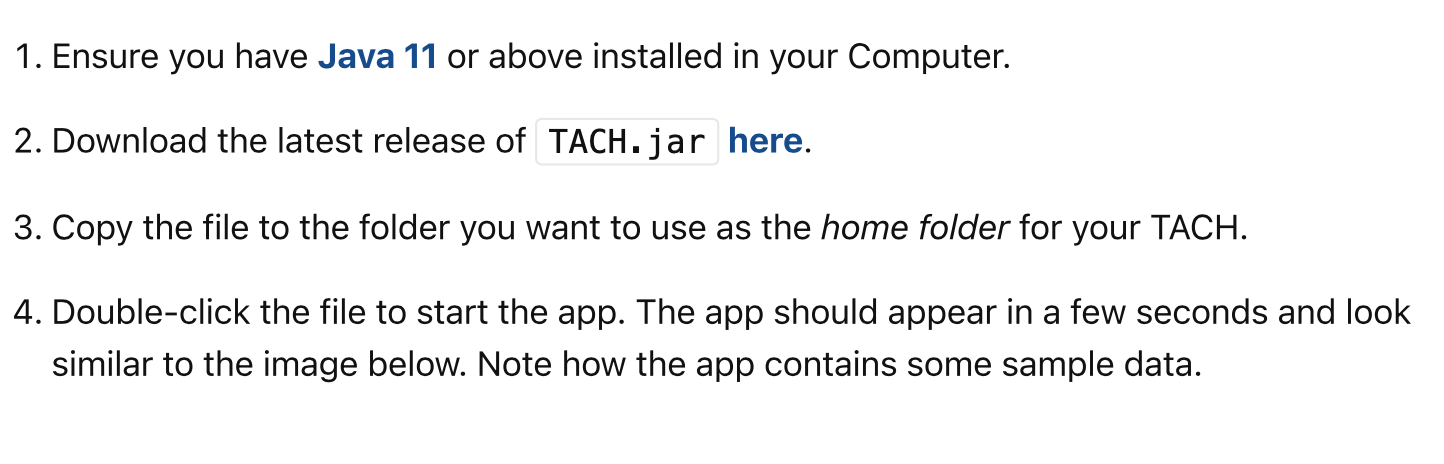 1. Ensure you have Java 11 or above installed in your Computer.
2. Download the latest release of TACH.jar here.
3. Copy the file to the folder you want to use as the home folder for your TACH.
4. Double-click the file to start the app. The app should appear in a few seconds and look
similar to the image below. Note how the app contains some sample data.